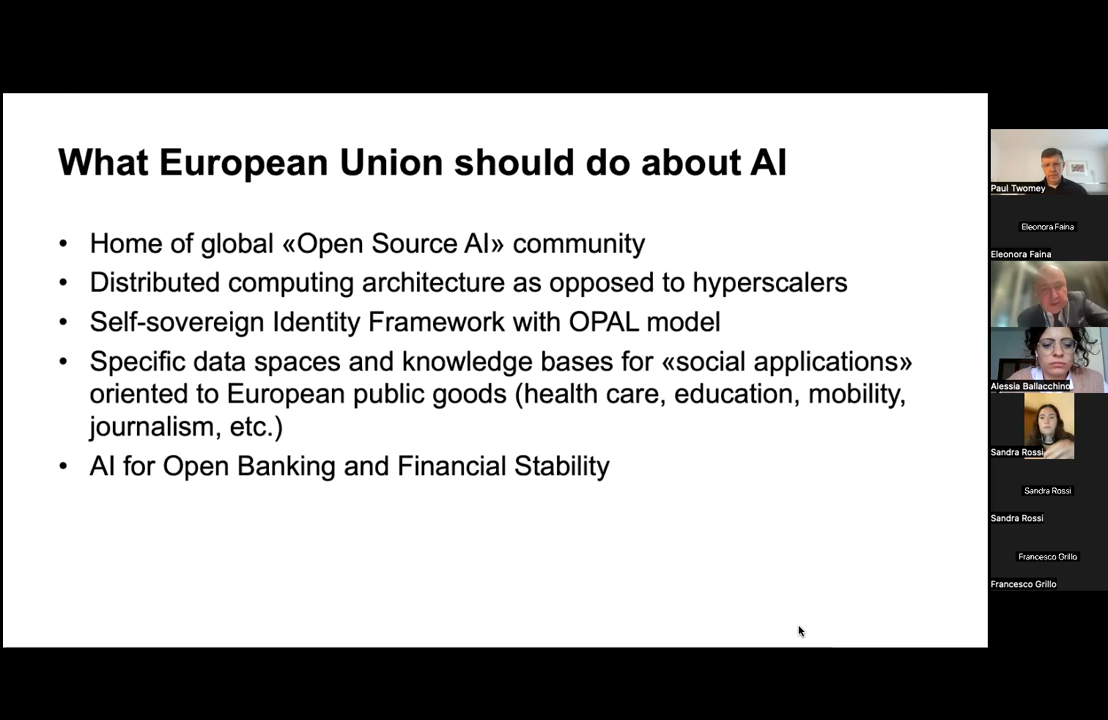 What European Union should do about AI
• Home of global «Open Source AI» community
• Distributed computing architecture as opposed to hyperscalers
• Self-sovereign Identity Framework with OPAL model
• Specific data spaces and knowledge bases for «social applications»
oriented to European public goods (health care, education, mobility,
journalism, etc.)
• AI for Open Banking and Financial Stability
Paul Twomey
Eleonora Faina
Eleonora Faina
Alessia Ballacchino
Sandra Rossi
Sandra Rossi
Sandra Rossi
Francesco Grillo
Francesco Grillo